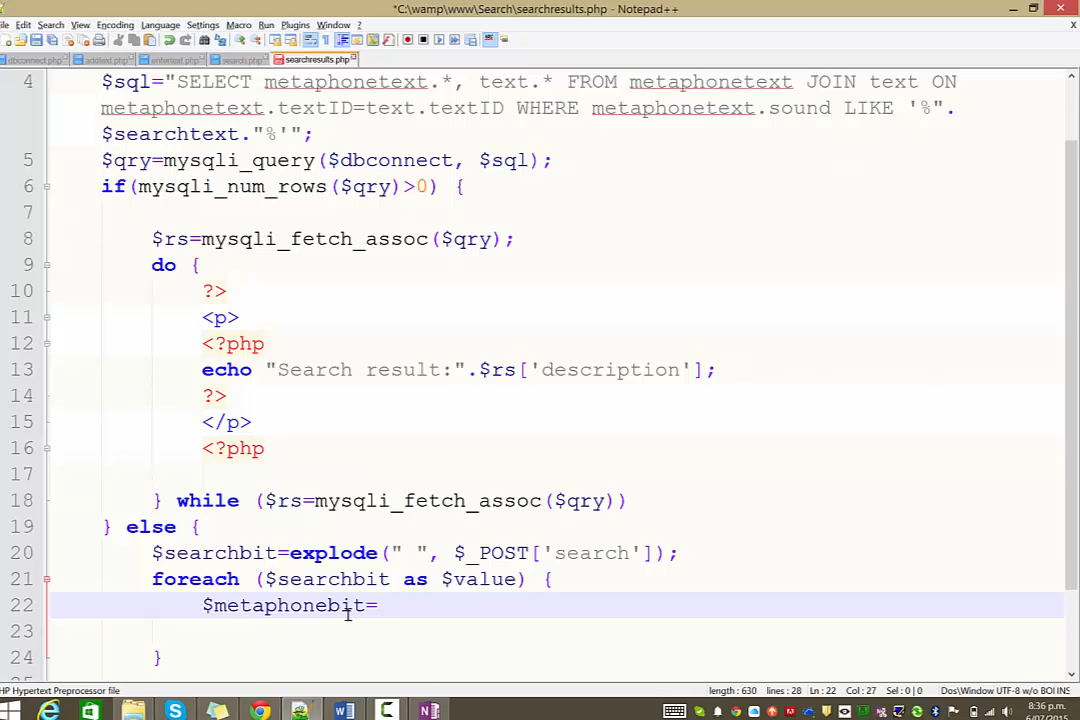 *C:\wamp\www\Search\searchresults.php - Notepad++
File Edit Search View Encoding Language Settings Macro Run Plugins Window ?
dbconnect.php addtext.php searchresults.php
4 $sql="SELECT metaphonetext.*, text.* FROM metaphonetext JOIN text ON
metaphonetext.textID=text.textID WHERE metaphonetext.sound LIKE '%".
$searchtext."%'";
5 $qry=mysqli_query($dbconnect, $sql);
6 if(mysqli_num_rows($qry)>0) {
7
8 $rs=mysqli_fetch_assoc($qry);
9 do {
10 ?>
11 <p>
12 <?php
13 echo "Search result:".$rs['description'];
14 ?>
15 </p>
16 <?php
17
18 } while ($rs=mysqli_fetch_assoc($qry))
19 } else {
20 $searchbit=explode(" ", $_POST['search']);
21 foreach ($searchbit as $value) {
22 $metaphonebit=
23
24 }
25
HP Hypertext Preprocessor file length : 630 lines : 28 Ln : 22 Col : 27 Sel : 0 | 0 Dos\Windows UTF-8 w/o BOM INS
8:36 p.m.
6/07/2015